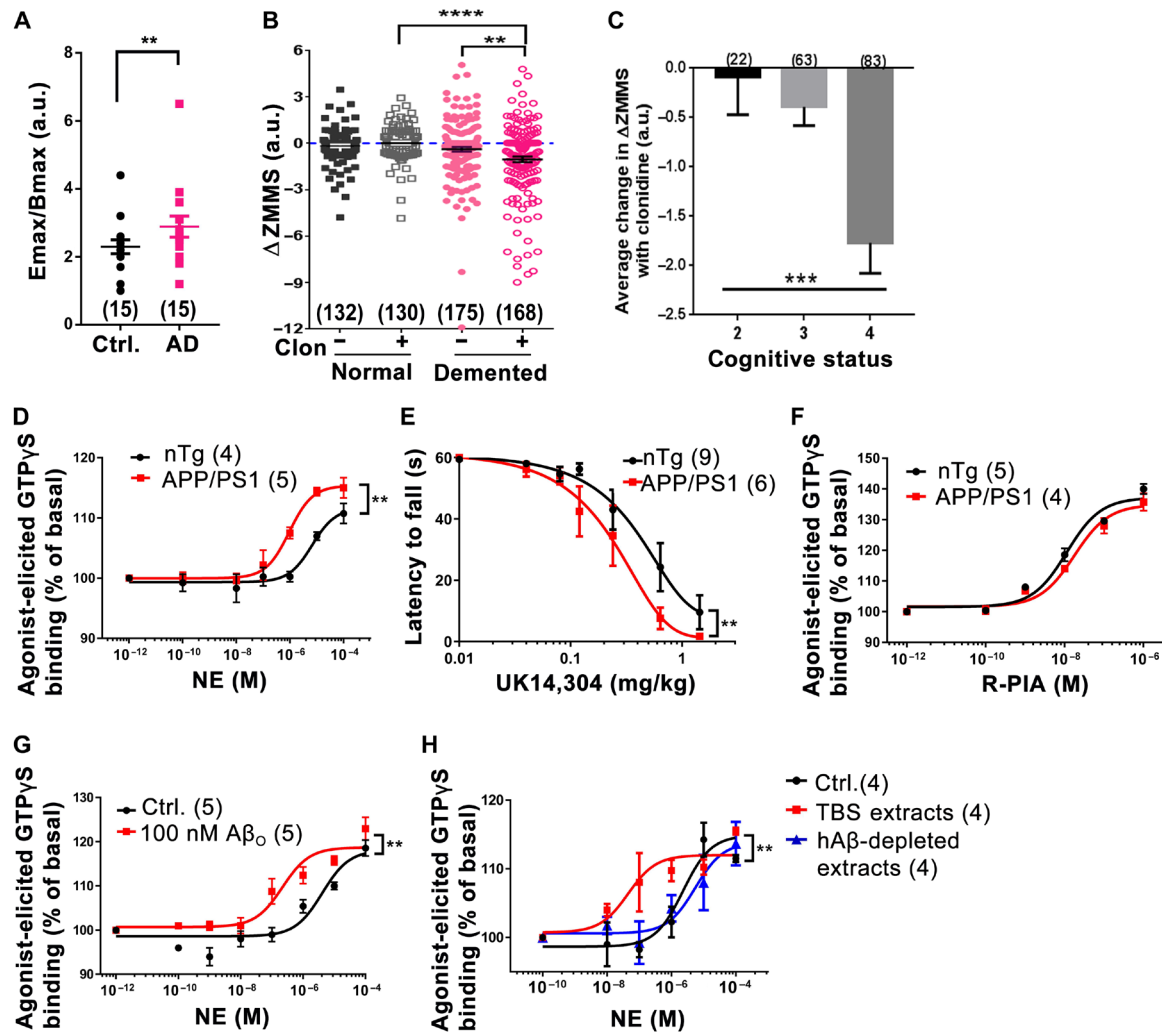 A
**
Emax/Bmax (a.u.)
8
6
4
2
0
(15) (15)
Ctrl. AD
B
****
**
Δ ZMMS (a.u.)
6
3
0
−3
−6
−9
−12
(132) (130) (175) (168)
Clon − + − +
Normal Demented
C
(22) (63) (83)
Average change in ΔZMMS
with clonidine (a.u.)
0.0
−0.5
−1.0
−1.5
−2.0
−2.5
***
2 3 4
Cognitive status
D
Agonist-elicited GTPγS
binding (% of basal)
nTg (4)
APP/PS1 (5)
**
120
110
100
90
10⁻¹² 10⁻¹⁰ 10⁻⁸ 10⁻⁶ 10⁻⁴
NE (M)
E
Latency to fall (s)
nTg (9)
APP/PS1 (6)
**
60
40
20
0
0.01 0.1 1
UK14,304 (mg/kg)
F
Agonist-elicited GTPγS
binding (% of basal)
nTg (5)
APP/PS1 (4)
150
140
130
120
110
100
90
10⁻¹² 10⁻¹⁰ 10⁻⁸ 10⁻⁶
R-PIA (M)
G
Agonist-elicited GTPγS
binding (% of basal)
Ctrl. (5)
100 nM AβO (5)
**
130
120
110
100
90
10⁻¹² 10⁻¹⁰ 10⁻⁸ 10⁻⁶ 10⁻⁴
NE (M)
H
Agonist-elicited GTPγS
binding (% of basal)
Ctrl.(4)
TBS extracts (4)
hAβ-depleted
extracts (4)
**
120
110
100
10⁻¹⁰ 10⁻⁸ 10⁻⁶ 10⁻⁴
NE (M)